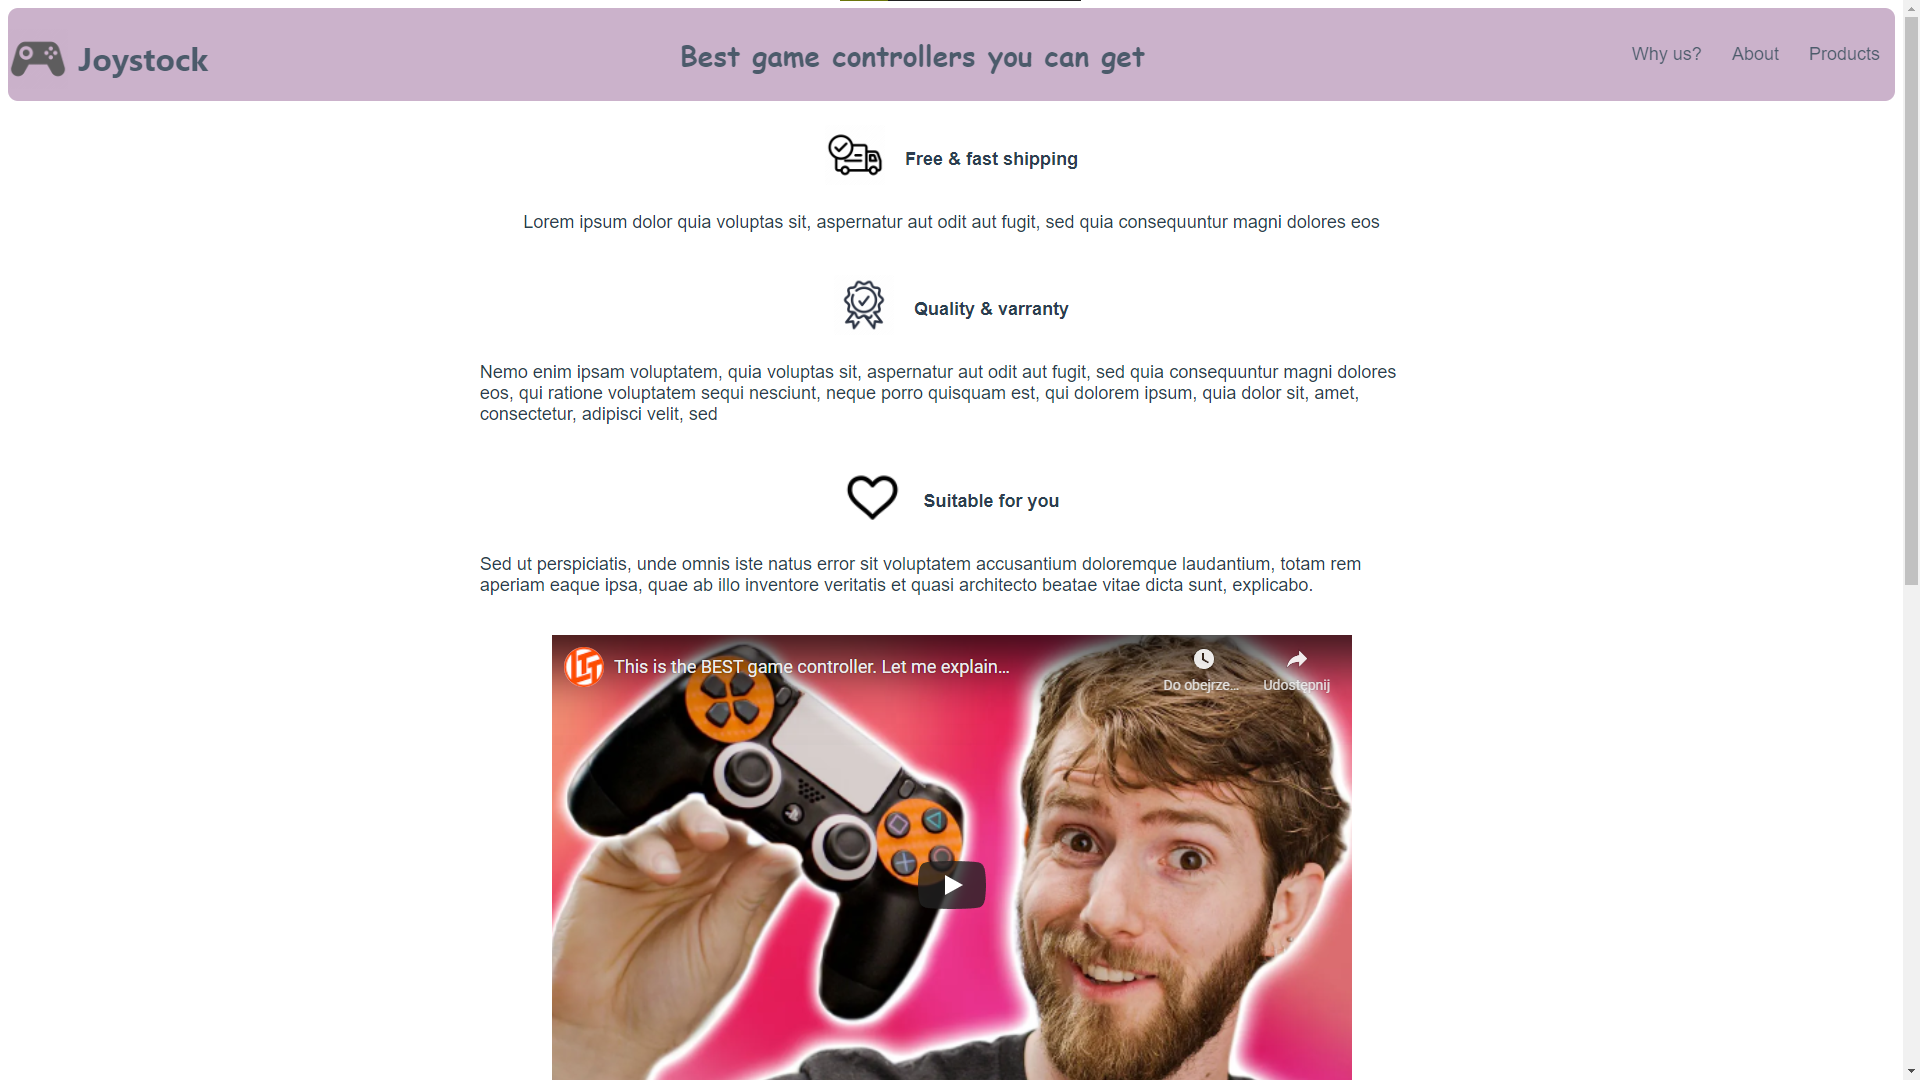 Joystock
Best game controllers you can get
Why us? About Products
Free & fast shipping
Lorem ipsum dolor quia voluptas sit, aspernatur aut odit aut fugit, sed quia consequuntur magni dolores eos
Quality & varranty
Nemo enim ipsam voluptatem, quia voluptas sit, aspernatur aut odit aut fugit, sed quia consequuntur magni dolores
eos, qui ratione voluptatem sequi nesciunt, neque porro quisquam est, qui dolorem ipsum, quia dolor sit, amet,
consectetur, adipisci velit, sed
Suitable for you
Sed ut perspiciatis, unde omnis iste natus error sit voluptatem accusantium doloremque laudantium, totam rem
aperiam eaque ipsa, quae ab illo inventore veritatis et quasi architecto beatae vitae dicta sunt, explicabo.
LTT
This is the BEST game controller. Let me explain...
Do obejrze...
Udostępnij